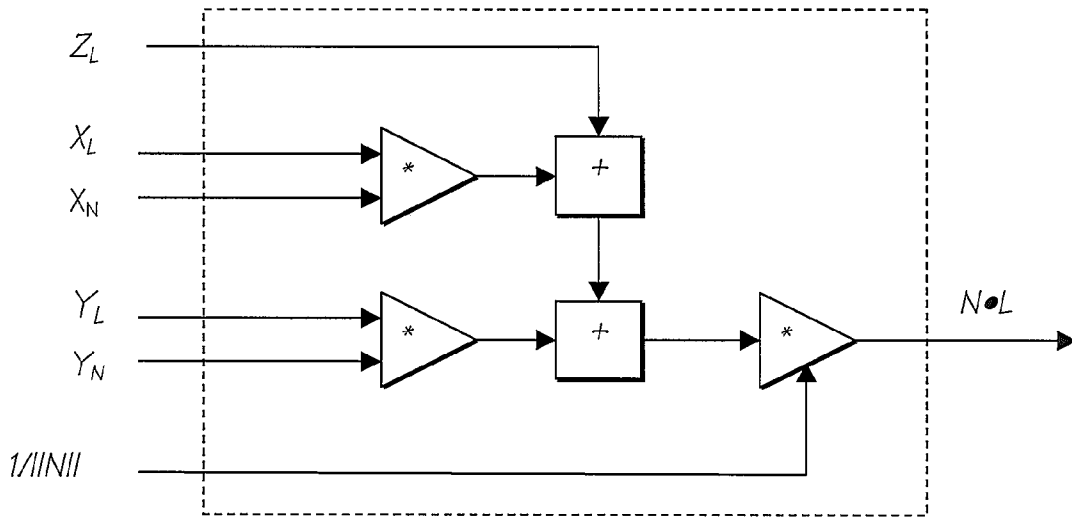 Z_L
X_L
* +
X_N
Y_L
* + *
N●L
Y_N
1/||N||